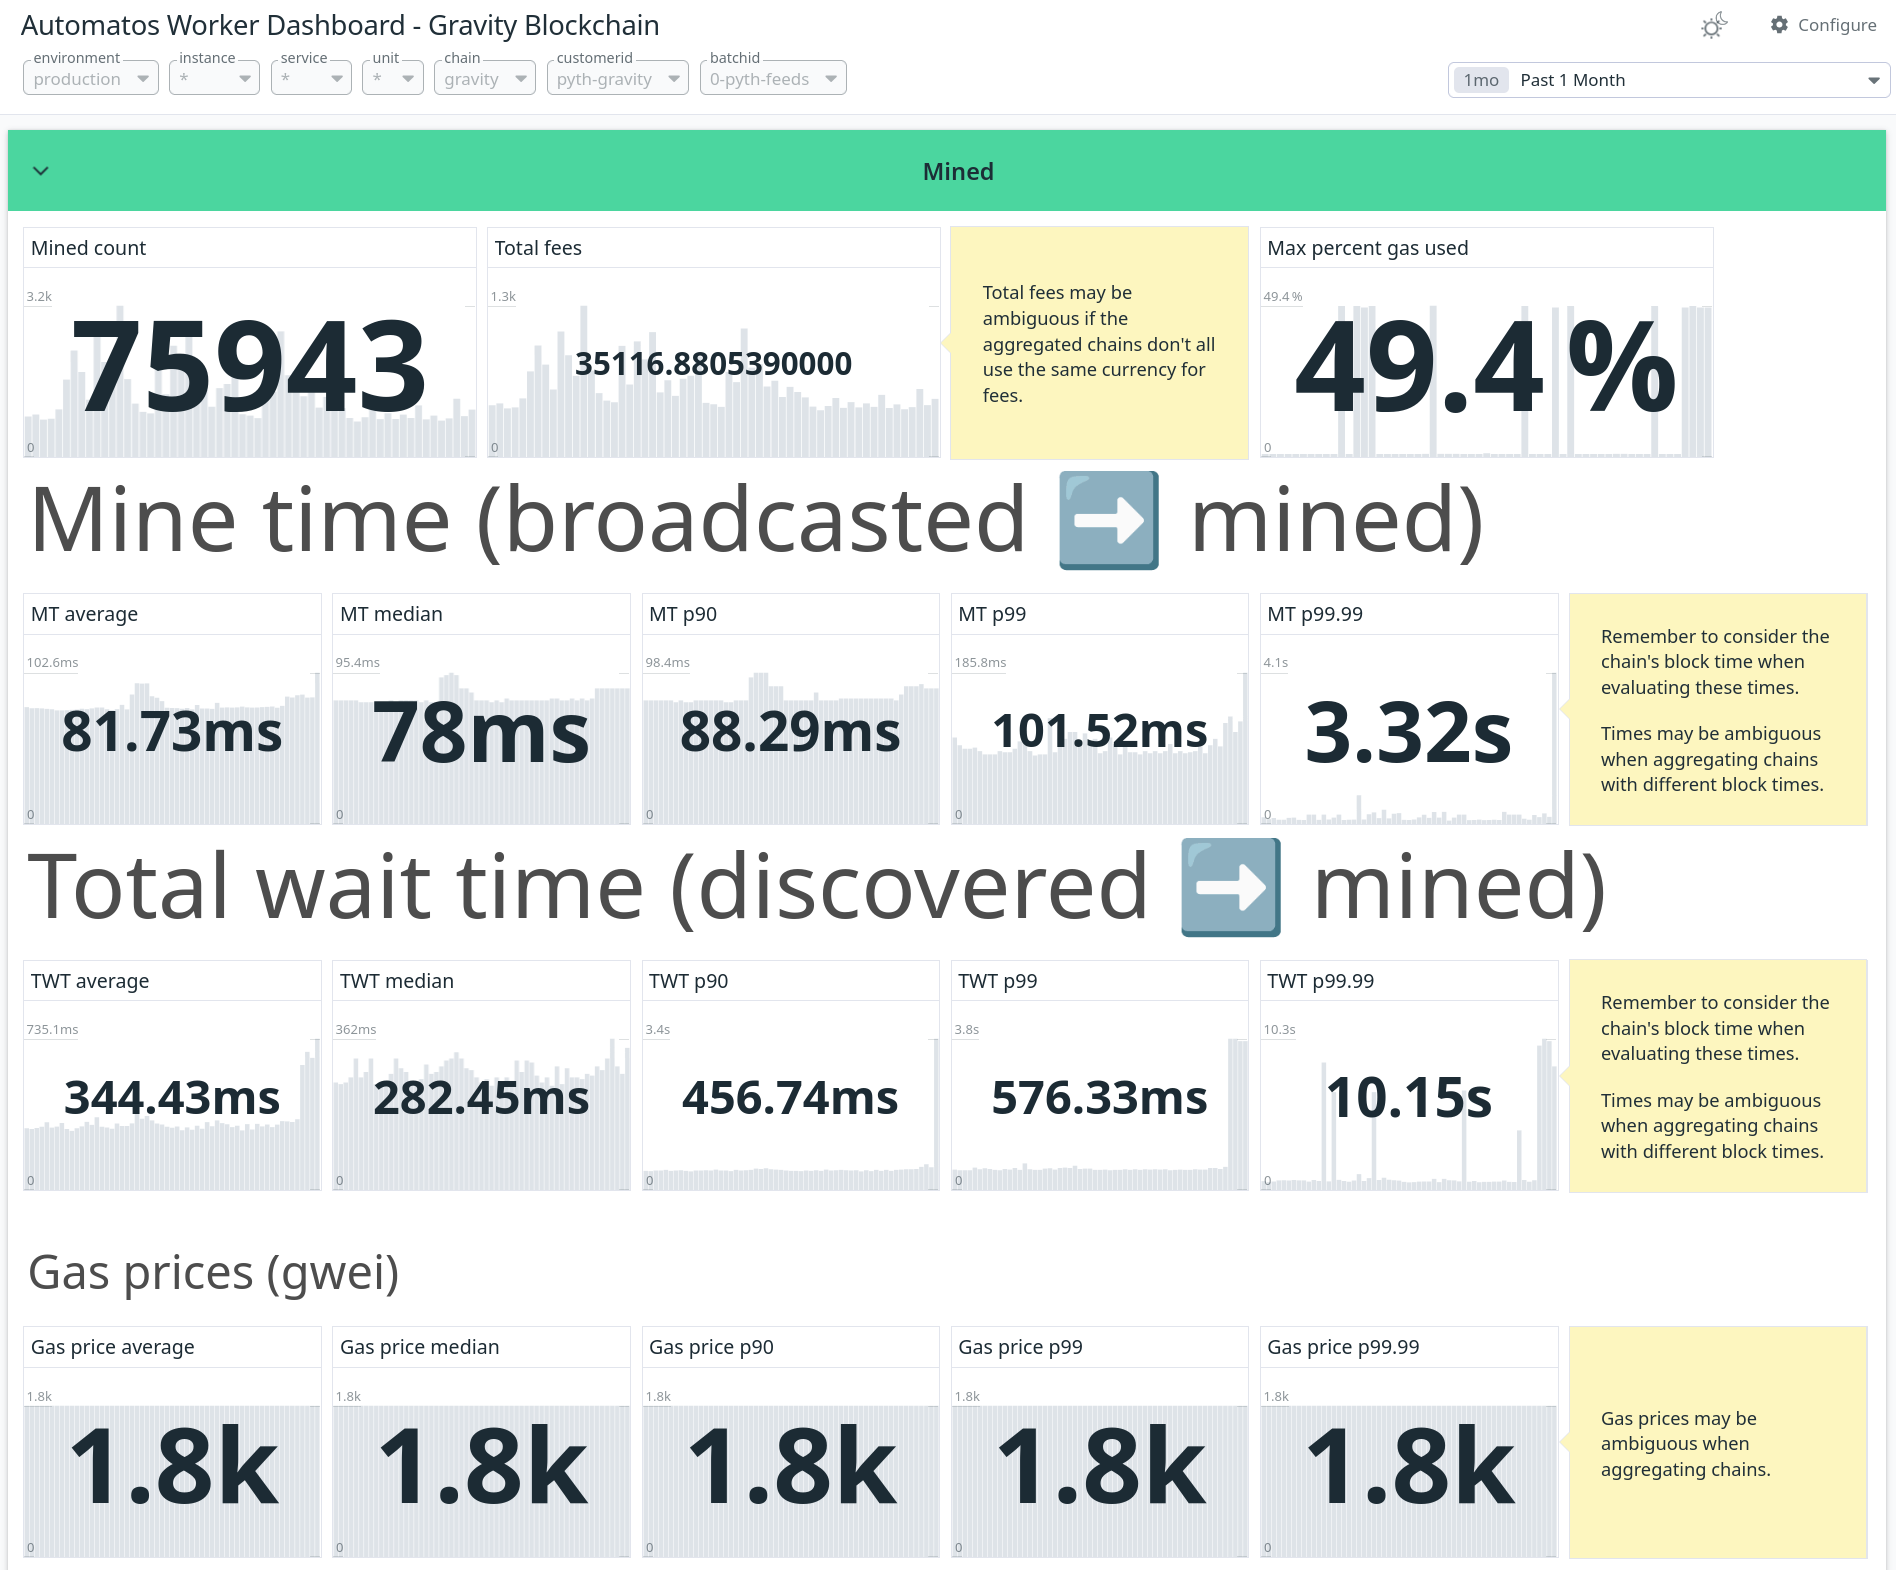 Automatos Worker Dashboard - Gravity Blockchain
Configure
environment
instance
service
unit
chain
customerid
batchid
production
*
*
*
gravity
pyth-gravity
0-pyth-feeds
1mo Past 1 Month
Mined
Mined count
3.2k
75943
0
Total fees
1.3k
35116.8805390000
0
Total fees may be
ambiguous if the
aggregated chains don't all
use the same currency for
fees.
Max percent gas used
49.4 %
49.4 %
0
Mine time (broadcasted ➡️ mined)
MT average
102.6ms
81.73ms
0
MT median
95.4ms
78ms
0
MT p90
98.4ms
88.29ms
0
MT p99
185.8ms
101.52ms
0
MT p99.99
4.1s
3.32s
0
Remember to consider the
chain's block time when
evaluating these times.
Times may be ambiguous
when aggregating chains
with different block times.
Total wait time (discovered ➡️ mined)
TWT average
735.1ms
344.43ms
0
TWT median
362ms
282.45ms
0
TWT p90
3.4s
456.74ms
0
TWT p99
3.8s
576.33ms
0
TWT p99.99
10.3s
10.15s
0
Remember to consider the
chain's block time when
evaluating these times.
Times may be ambiguous
when aggregating chains
with different block times.
Gas prices (gwei)
Gas price average
1.8k
1.8k
0
Gas price median
1.8k
1.8k
0
Gas price p90
1.8k
1.8k
0
Gas price p99
1.8k
1.8k
0
Gas price p99.99
1.8k
1.8k
0
Gas prices may be
ambiguous when
aggregating chains.